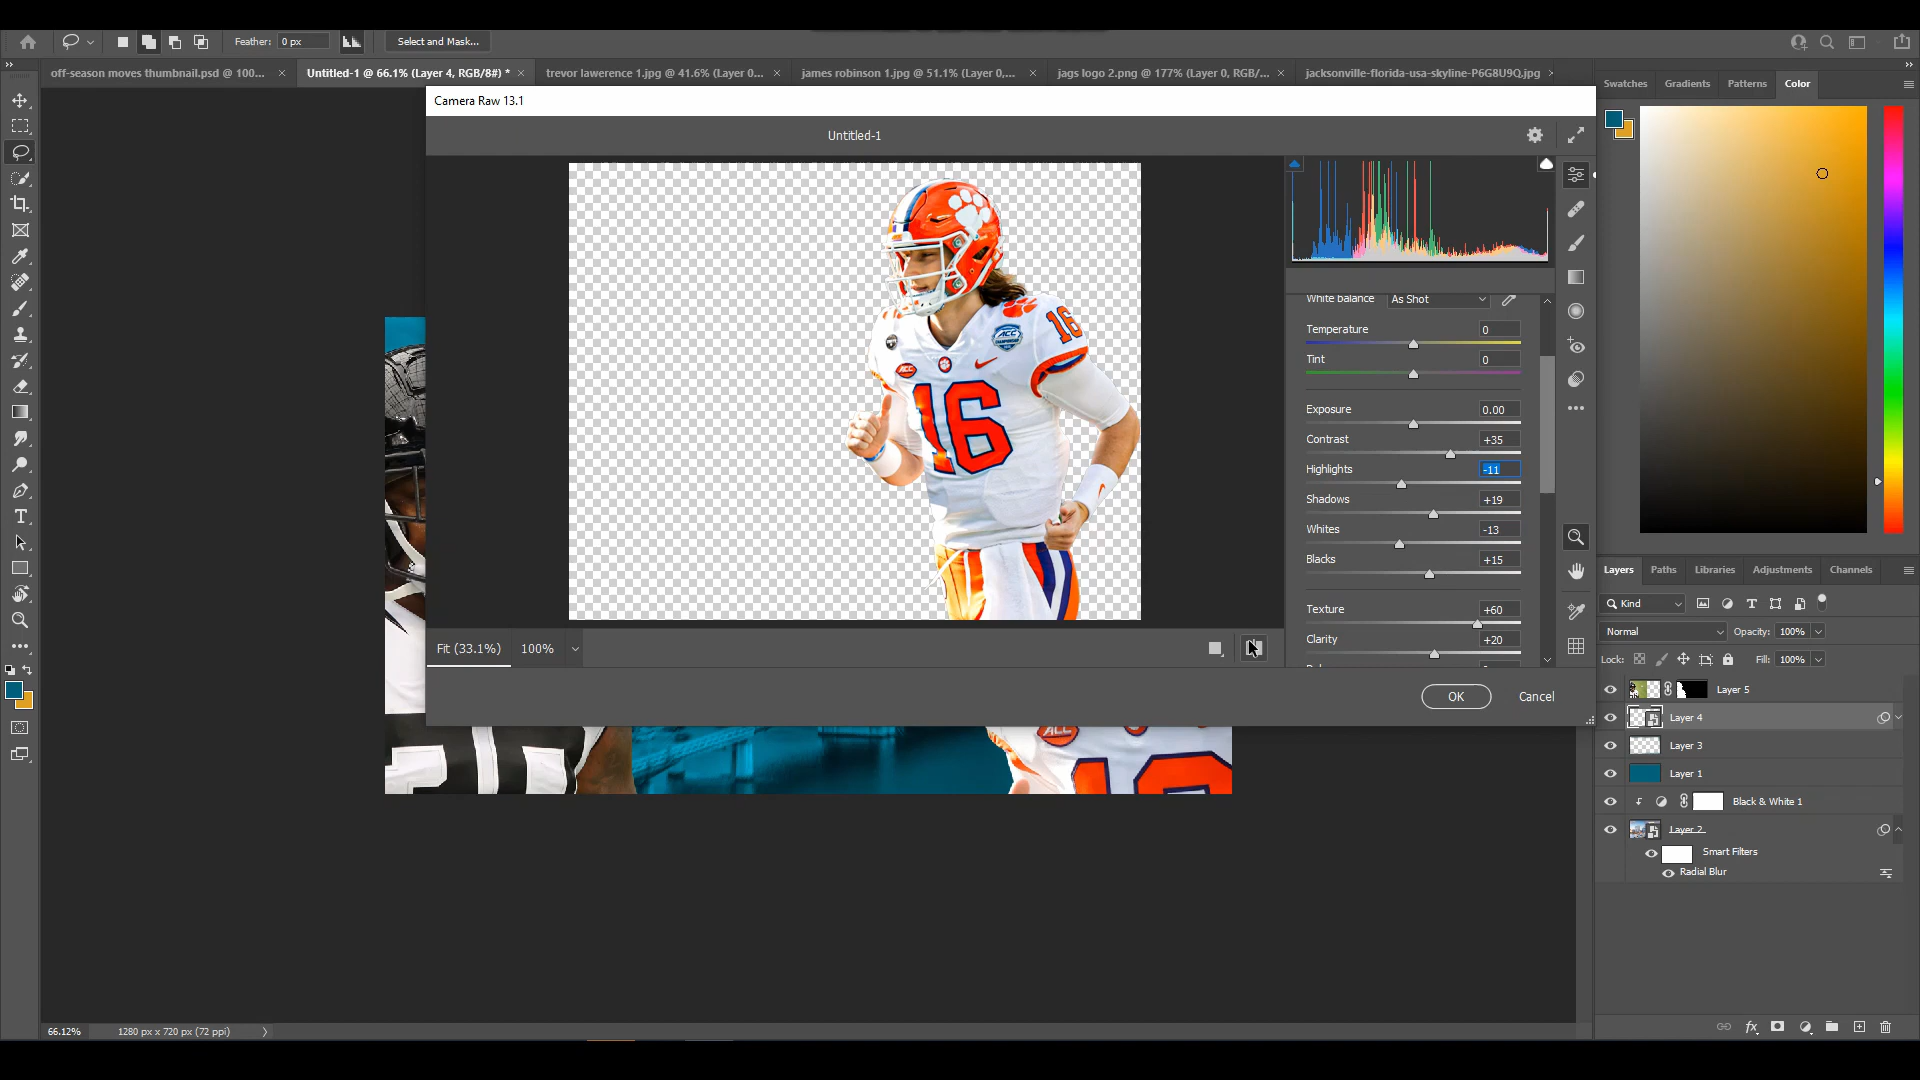 Feather: 0 px Select and Mask...
off-season moves thumbnail.psd @ 100... Untitled-1 @ 66.1% (Layer 4, RGB/8#) * trevor lawerence 1.jpg @ 41.6% (Layer 0... james robinson 1.jpg @ 51.1% (Layer 0,... jags logo 2.png @ 177% (Layer 0, RGB/... jacksonville-florida-usa-skyline-P6G8U9Q.jpg
Swatches Gradients Patterns Color
Camera Raw 13.1
Untitled-1
White balance As Shot
Temperature 0
Tint 0
Exposure 0.00
Contrast +35
Highlights -11
Shadows +19
Whites -13
Blacks +15
Texture +60
Clarity +20
16
ACC
16
ACC
Fit (33.1%) 100%
OK Cancel
Layers Paths Libraries Adjustments Channels
Kind
Normal Opacity: 100%
Lock: Fill: 100%
Layer 5
Layer 4
Layer 3
Layer 1
Black & White 1
Layer 2
Smart Filters
Radial Blur
ACC
66.12% 1280 px x 720 px (72 ppi)